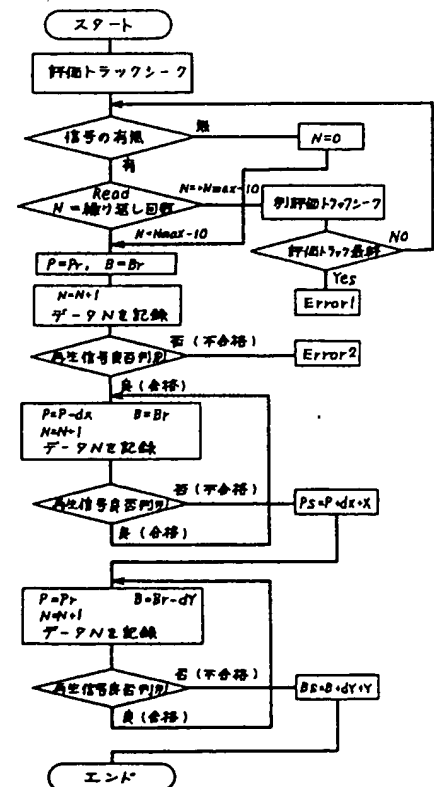 スタート
評価トラックシーク
信号の有無
無
N=0
有
Read
N=繰り返し回数
N=>Nmax-10
別評価トラックシーク
N<Nmax-10
評価トラック最終
NO
Yes
Error1
P=Pr, B=Br
N=N+1
データNを記録
再生信号良否判別
否(不合格)
Error2
良(合格)
P=P-dx B=Br
N=N+1
データNを記録
再生信号良否判別
否(不合格)
Ps=P+dx+X
良(合格)
P=Pr B=Br-dY
N=N+1
データNを記録
再生信号良否判別
否(不合格)
Bs=B+dY+Y
良(合格)
エンド